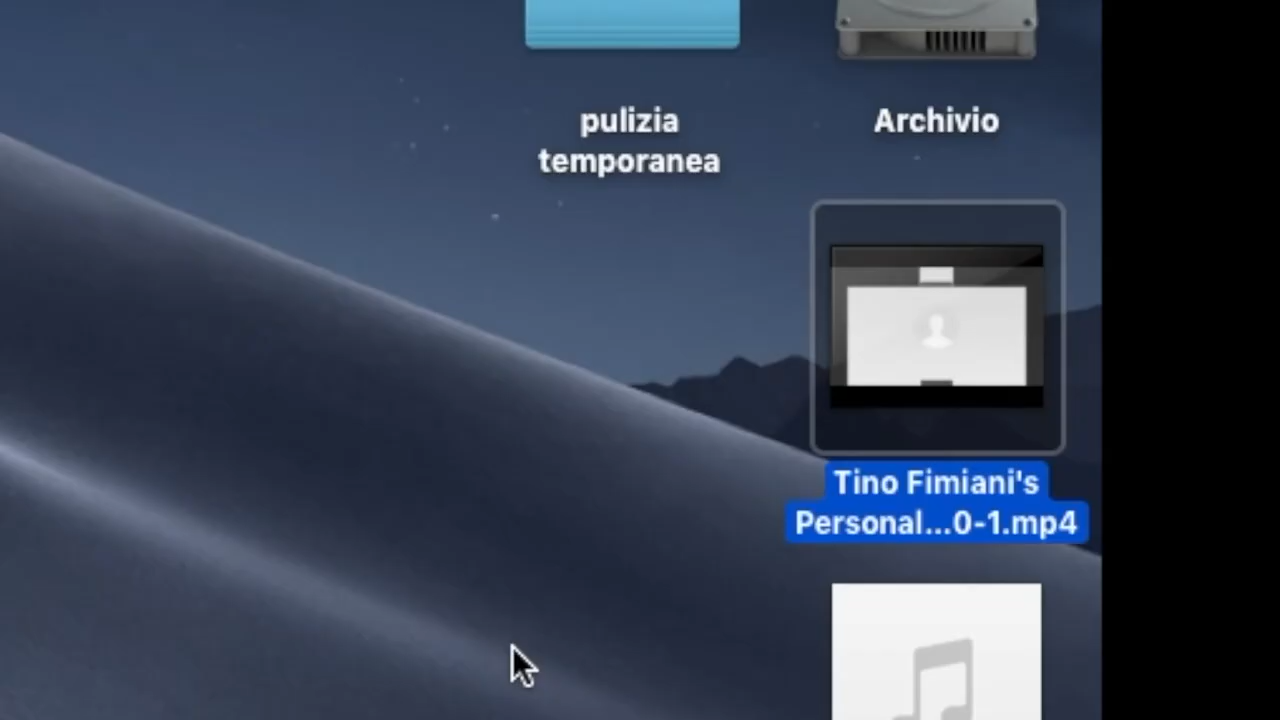 pulizia
temporanea
Archivio
Tino Fimiani's
Personal...0-1.mp4